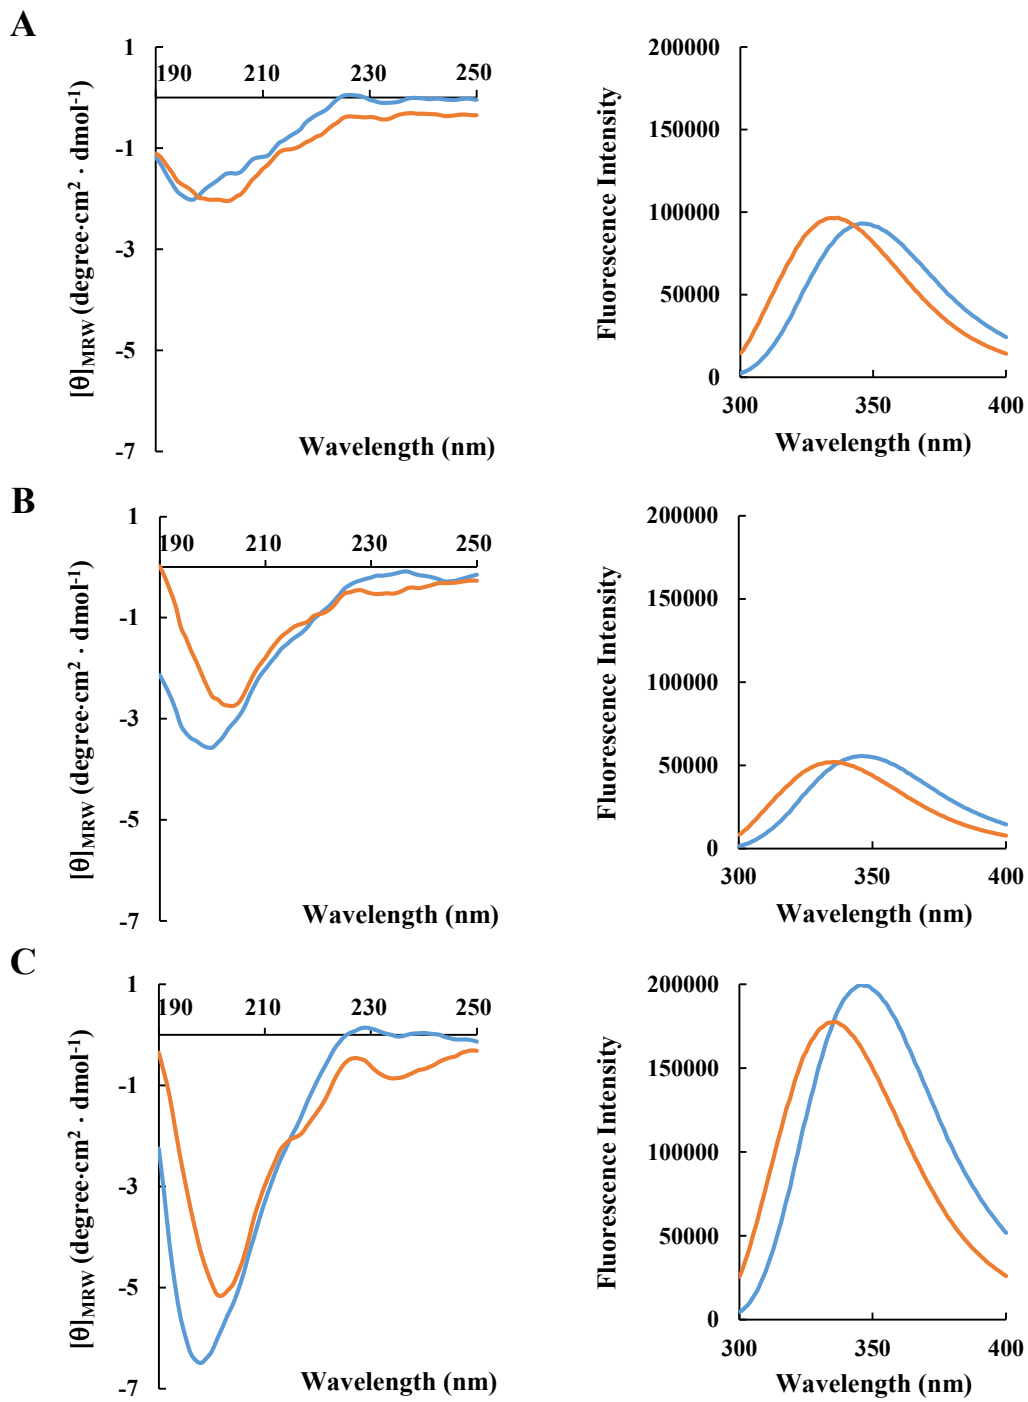 A
1
190 210 230 250
-1
-3
-5
-7
[θ]MRW (degree·cm² · dmol⁻¹)
Wavelength (nm)
200000
150000
100000
50000
0
300 350 400
Fluorescence Intensity
Wavelength (nm)
B
1
190 210 230 250
-1
-3
-5
-7
[θ]MRW (degree·cm² · dmol⁻¹)
Wavelength (nm)
200000
150000
100000
50000
0
300 350 400
Fluorescence Intensity
Wavelength (nm)
C
1
190 210 230 250
-1
-3
-5
-7
[θ]MRW (degree·cm² · dmol⁻¹)
Wavelength (nm)
200000
150000
100000
50000
0
300 350 400
Fluorescence Intensity
Wavelength (nm)